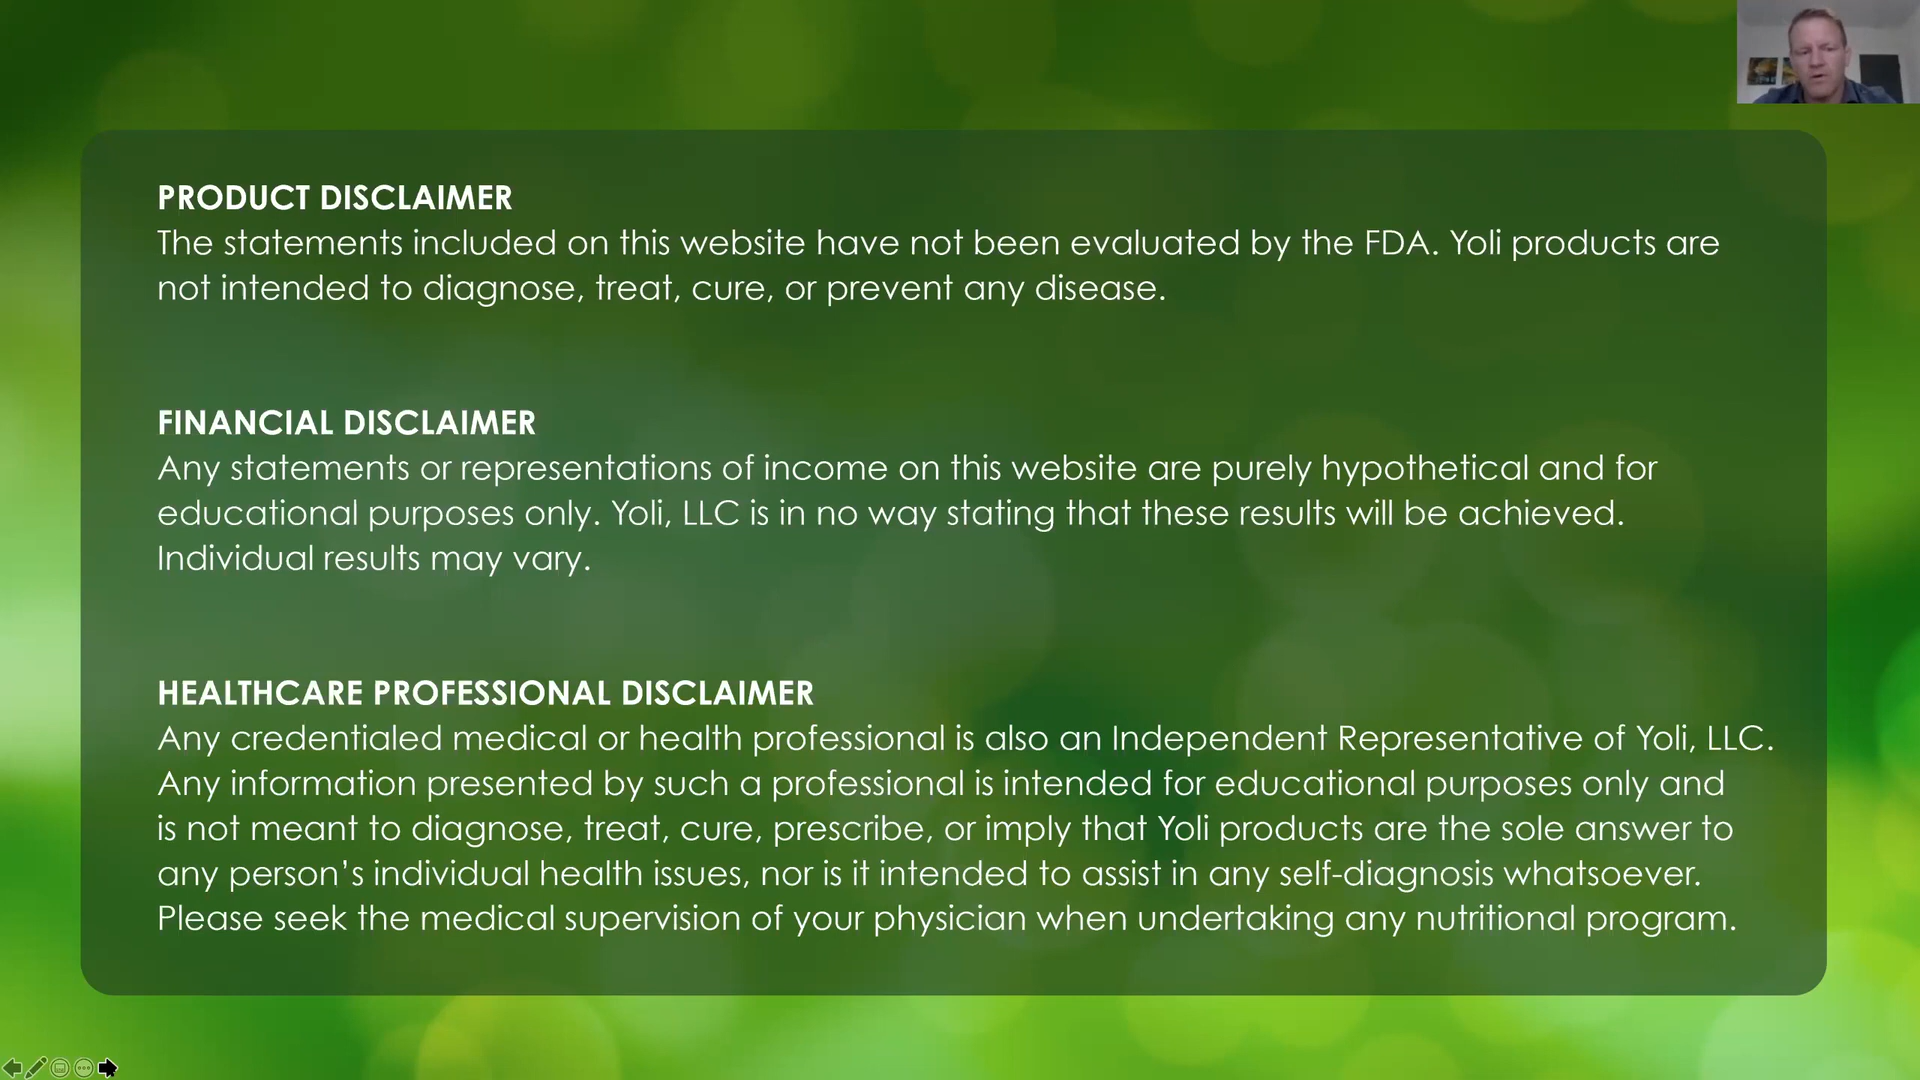 PRODUCT DISCLAIMER
The statements included on this website have not been evaluated by the FDA. Yoli products are
not intended to diagnose, treat, cure, or prevent any disease.
FINANCIAL DISCLAIMER
Any statements or representations of income on this website are purely hypothetical and for
educational purposes only. Yoli, LLC is in no way stating that these results will be achieved.
Individual results may vary.
HEALTHCARE PROFESSIONAL DISCLAIMER
Any credentialed medical or health professional is also an Independent Representative of Yoli, LLC.
Any information presented by such a professional is intended for educational purposes only and
is not meant to diagnose, treat, cure, prescribe, or imply that Yoli products are the sole answer to
any person’s individual health issues, nor is it intended to assist in any self-diagnosis whatsoever.
Please seek the medical supervision of your physician when undertaking any nutritional program.